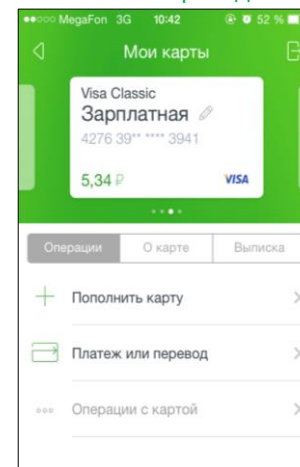 MegaFon 3G 10:42 52 %
Мои карты
Visa Classic
Зарплатная
4276 39** **** 3941
5,34 ₽ VISA
Операции О карте Выписка
Пополнить карту
Платеж или перевод
Операции с картой